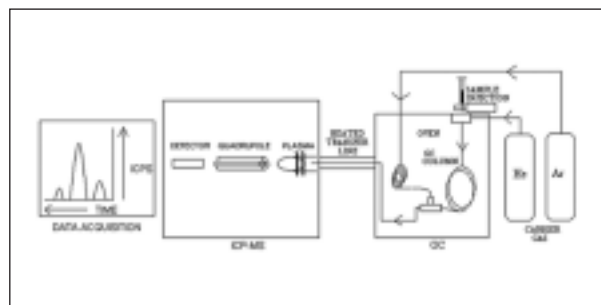 SAMPLE
INJECTION
HEATED
TRANSFER
LINE
OVEN
DETECTOR
QUADRUPOLE
PLASMA
GC
COLUMN
ICPS
He
Ar
TIME
DATA ACQUISITION
ICP-MS
GC
CARRIER
GAS